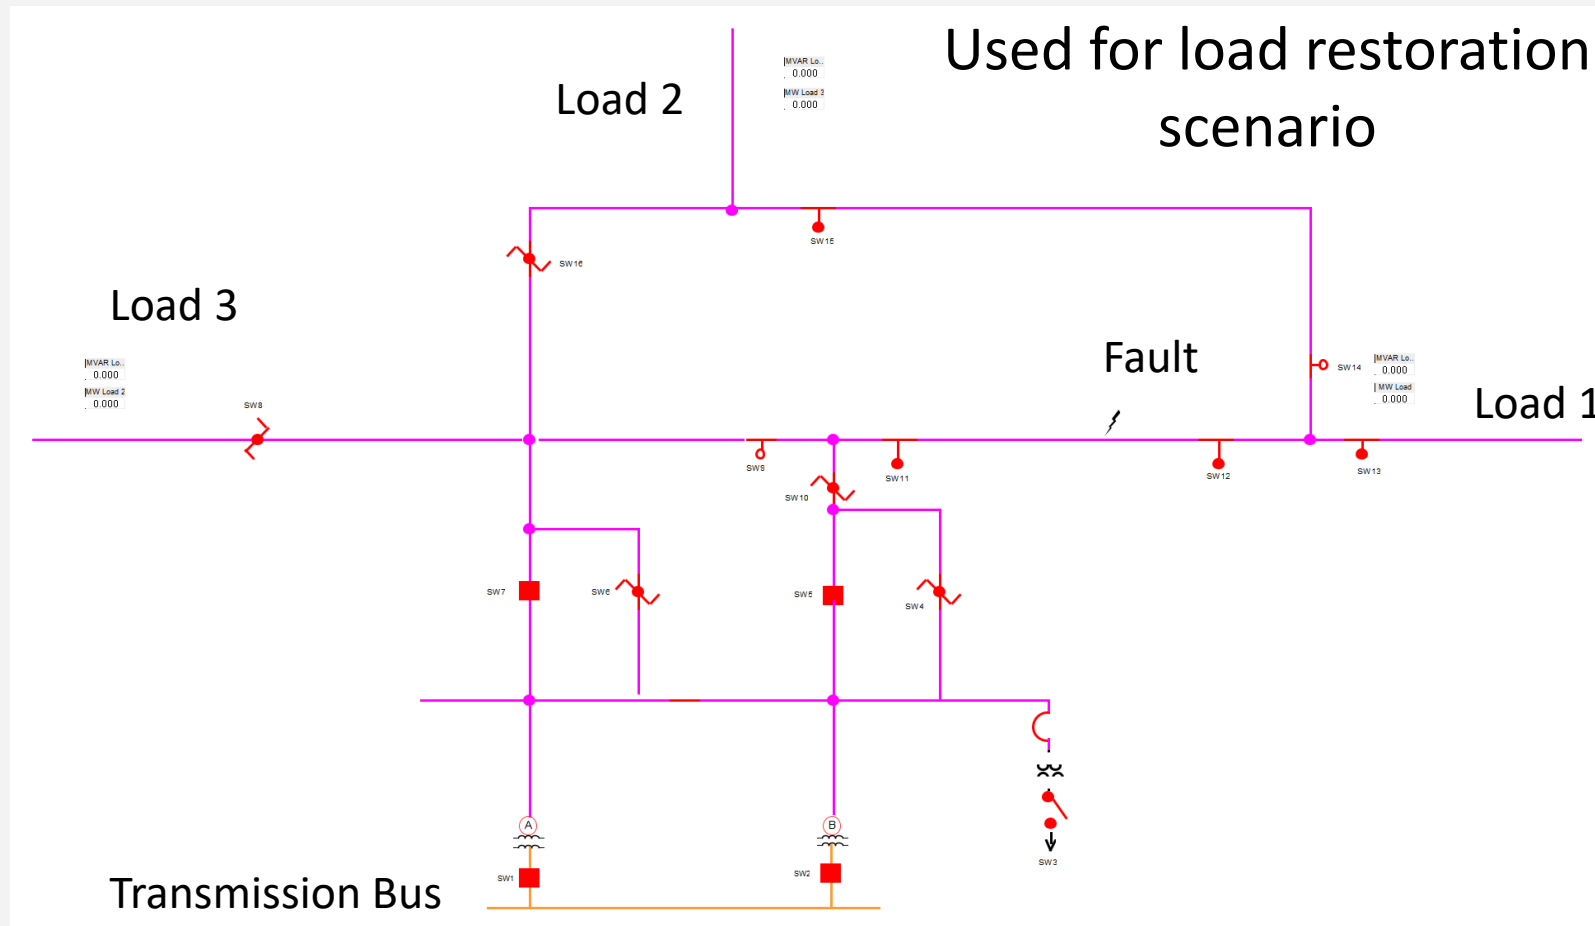 Used for load restoration
scenario
Load 2
MVAR Lo..
0.000
MW Load 3
0.000
SW15
SW16
Load 3
MVAR Lo..
0.000
MW Load 2
0.000
SW8
Fault
SW14
MVAR Lo..
0.000
MW Load
0.000
Load 1
SW9
SW11
SW12
SW13
SW10
SW7
SW6
SW5
SW4
A
B
SW3
SW1
SW2
Transmission Bus